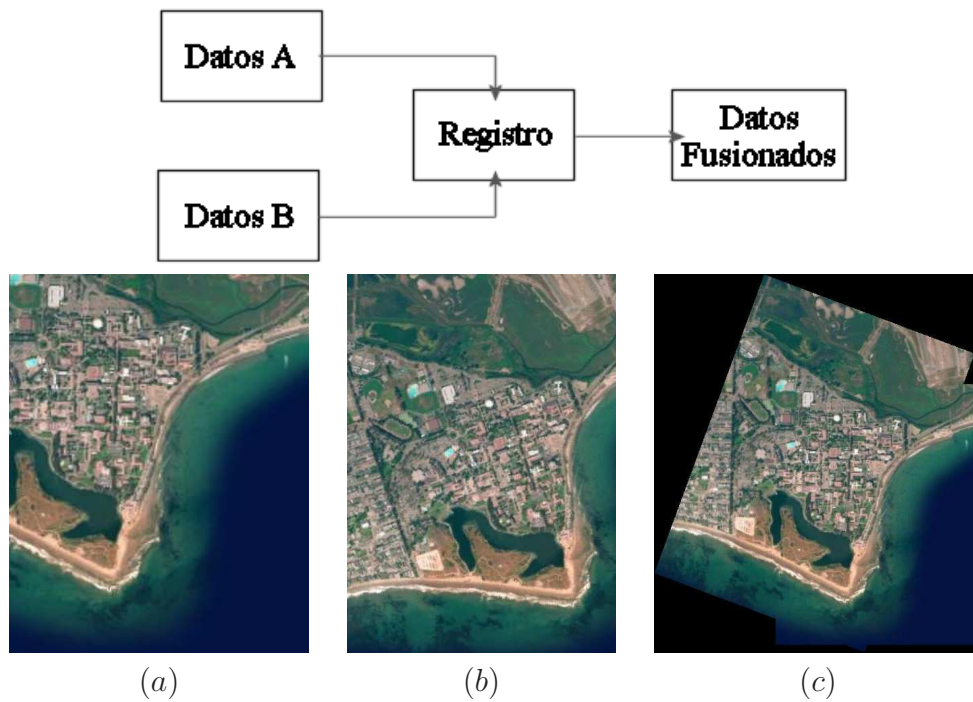 Datos A
Registro
Datos
Fusionados
Datos B
(a)
(b)
(c)